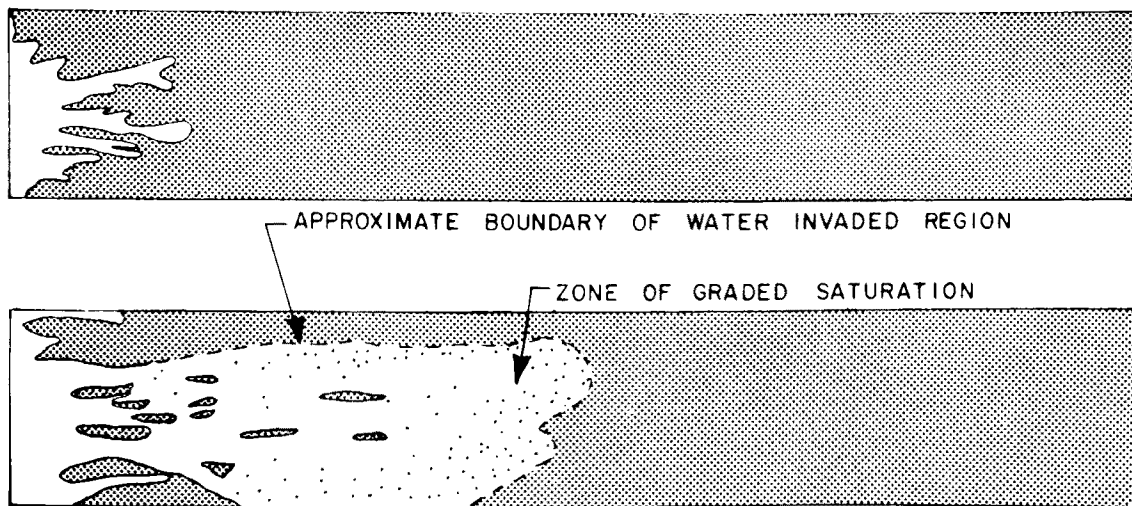 APPROXIMATE BOUNDARY OF WATER INVADED REGION
ZONE OF GRADED SATURATION